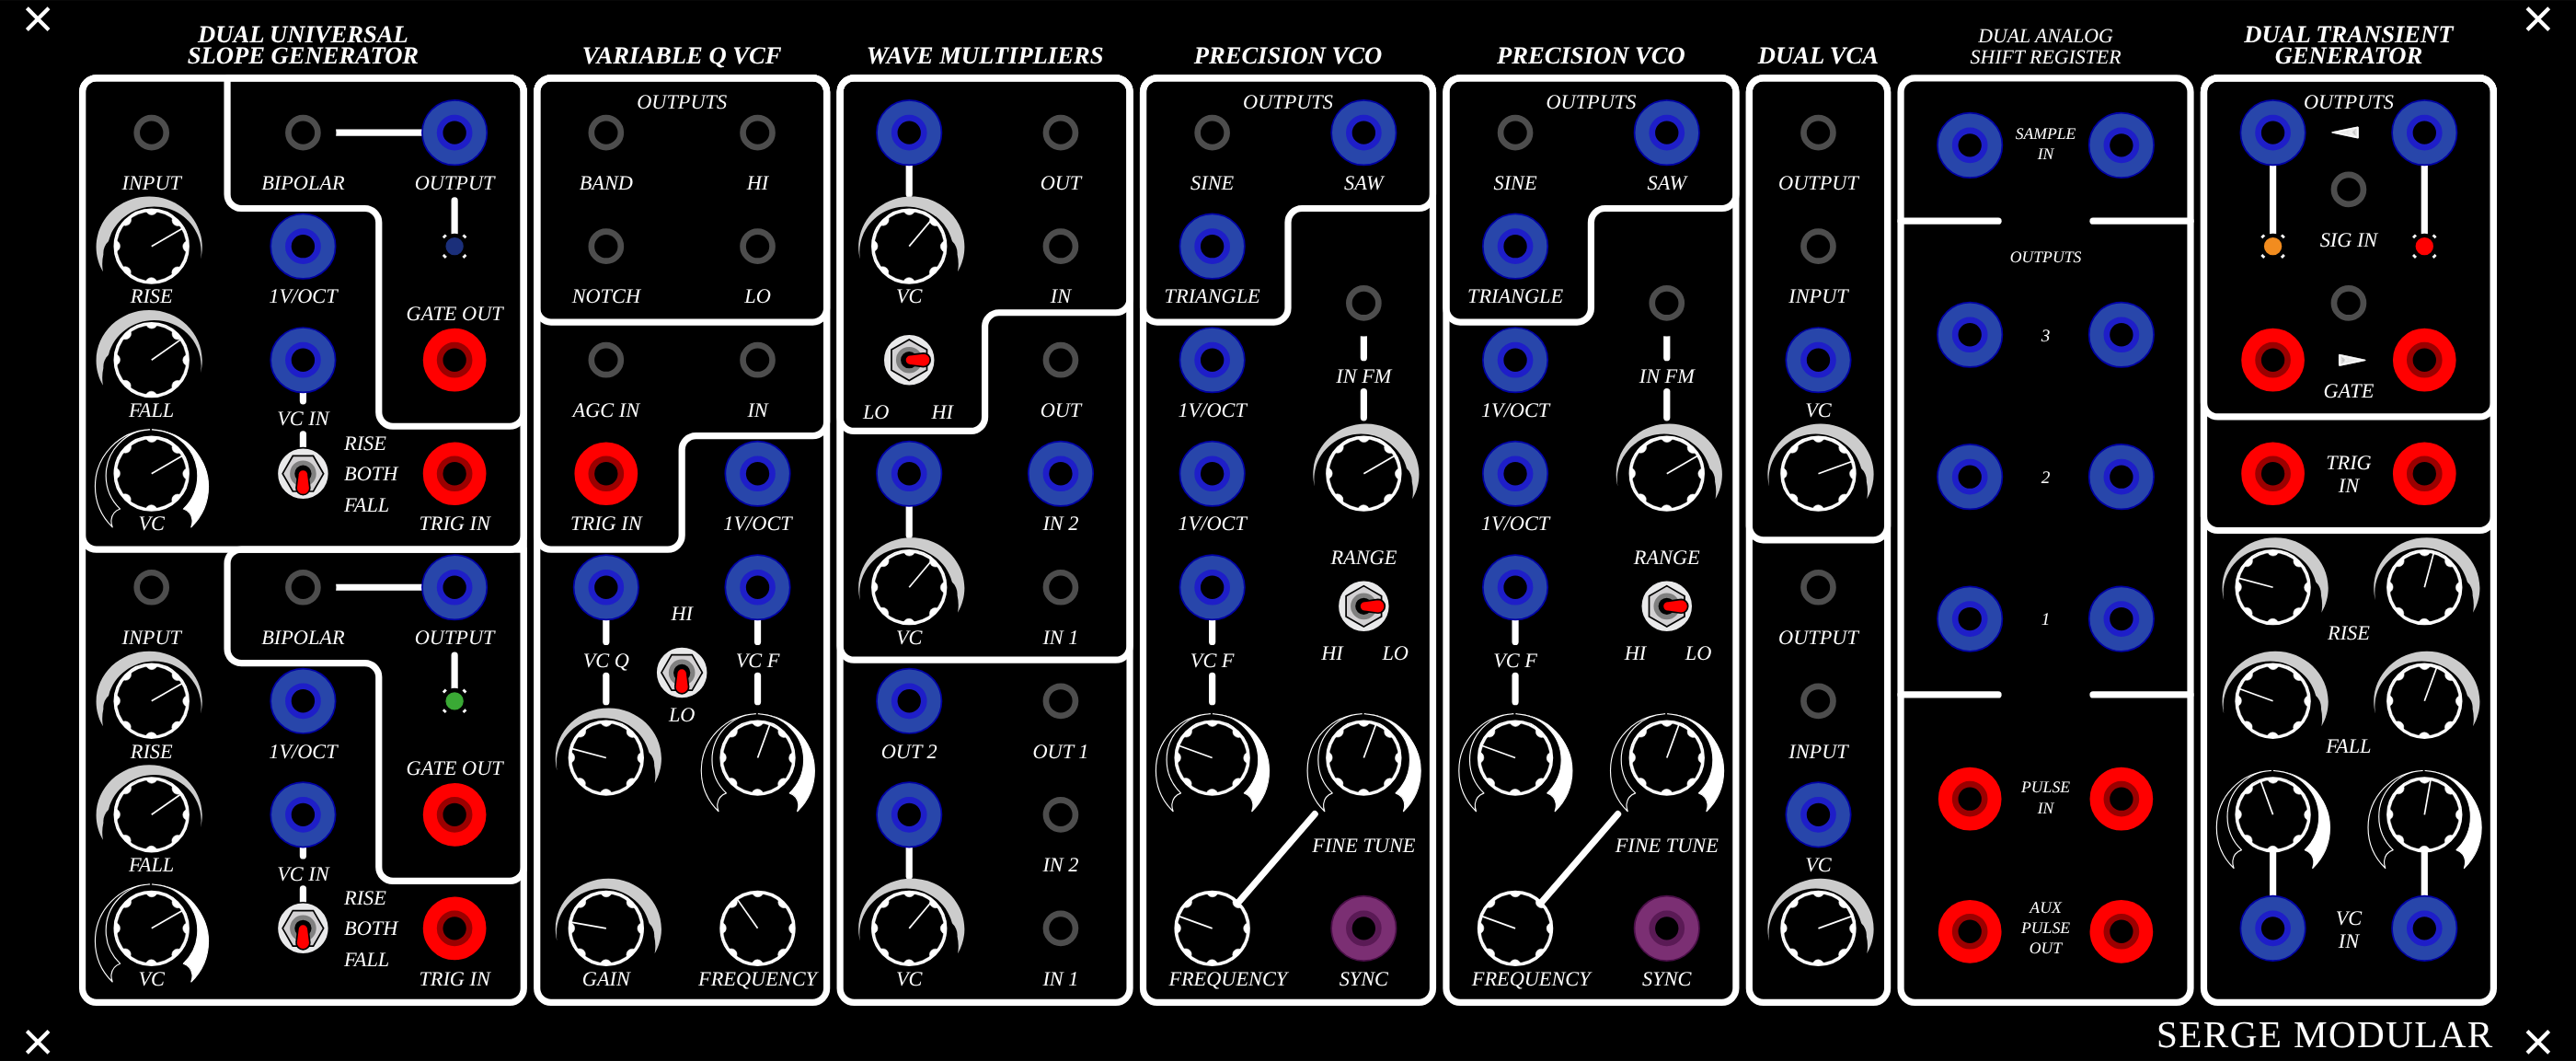 DUAL UNIVERSAL
SLOPE GENERATOR
INPUT
BIPOLAR
OUTPUT
RISE
1V/OCT
GATE OUT
FALL
VC IN
RISE
BOTH
FALL
VC
TRIG IN
INPUT
BIPOLAR
OUTPUT
RISE
1V/OCT
GATE OUT
FALL
VC IN
RISE
BOTH
FALL
VC
TRIG IN
VARIABLE Q VCF
OUTPUTS
BAND
HI
NOTCH
LO
AGC IN
IN
TRIG IN
1V/OCT
HI
VC Q
VC F
LO
GAIN
FREQUENCY
WAVE MULTIPLIERS
OUT
VC
IN
LO
HI
OUT
IN 2
VC
IN 1
OUT 2
OUT 1
IN 2
VC
IN 1
PRECISION VCO
OUTPUTS
SINE
SAW
TRIANGLE
IN FM
1V/OCT
1V/OCT
RANGE
VC F
HI
LO
FINE TUNE
FREQUENCY
SYNC
PRECISION VCO
OUTPUTS
SINE
SAW
TRIANGLE
IN FM
1V/OCT
1V/OCT
RANGE
VC F
HI
LO
FINE TUNE
FREQUENCY
SYNC
DUAL VCA
OUTPUT
INPUT
VC
OUTPUT
INPUT
VC
DUAL ANALOG
SHIFT REGISTER
SAMPLE
IN
OUTPUTS
3
2
1
PULSE
IN
AUX
PULSE
OUT
DUAL TRANSIENT
GENERATOR
OUTPUTS
SIG IN
GATE
TRIG
IN
RISE
FALL
VC
IN
SERGE MODULAR